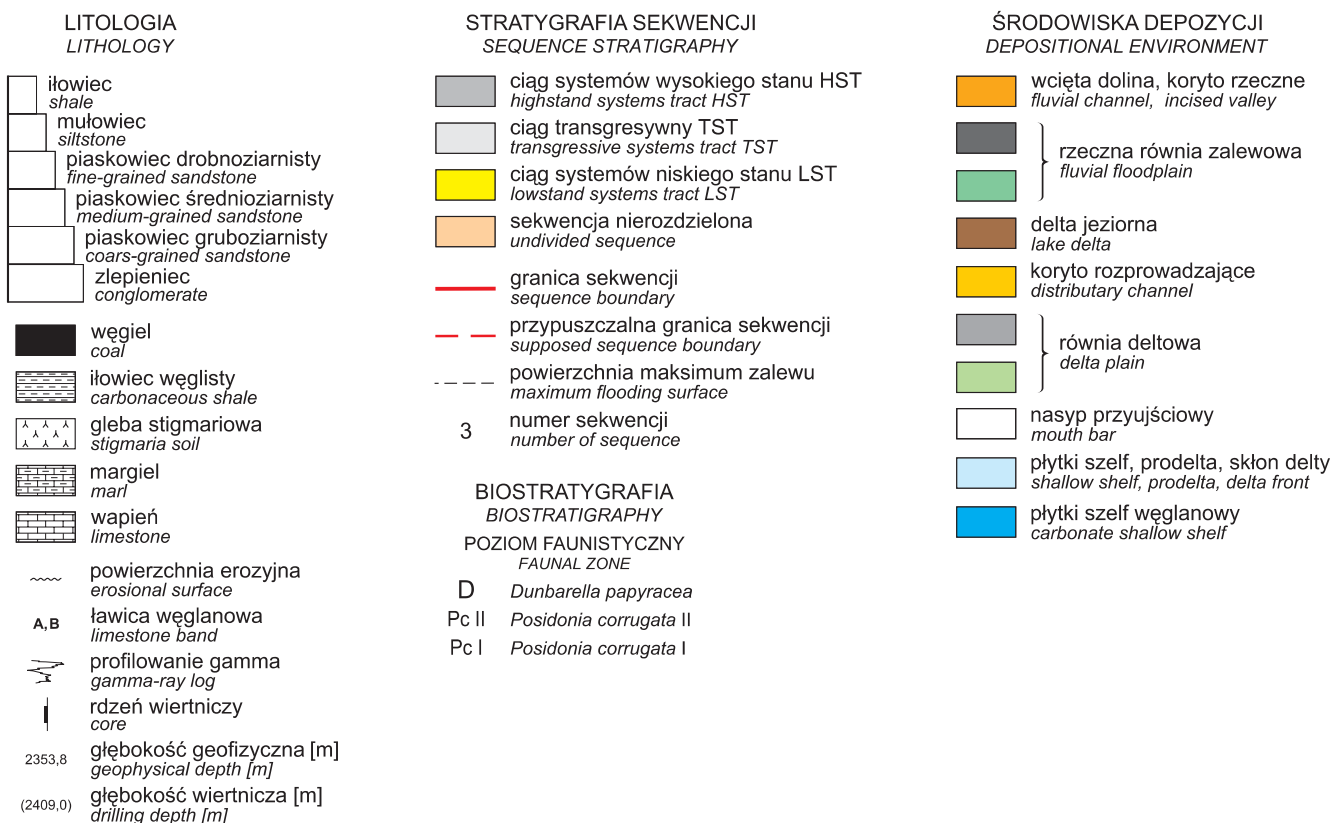 LITOLOGIA
LITHOLOGY
iłowiec
shale
mułowiec
siltstone
piaskowiec drobnoziarnisty
fine-grained sandstone
piaskowiec średnioziarnisty
medium-grained sandstone
piaskowiec gruboziarnisty
coars-grained sandstone
zlepieniec
conglomerate
węgiel
coal
iłowiec węglisty
carbonaceous shale
gleba stigmariowa
stigmaria soil
margiel
marl
wapień
limestone
powierzchnia erozyjna
erosional surface
A,B
ławica węglanowa
limestone band
profilowanie gamma
gamma-ray log
rdzeń wiertniczy
core
2353,8
głębokość geofizyczna [m]
geophysical depth [m]
(2409,0)
głębokość wiertnicza [m]
drilling depth [m]
STRATYGRAFIA SEKWENCJI
SEQUENCE STRATIGRAPHY
ciąg systemów wysokiego stanu HST
highstand systems tract HST
ciąg transgresywny TST
transgressive systems tract TST
ciąg systemów niskiego stanu LST
lowstand systems tract LST
sekwencja nierozdzielona
undivided sequence
granica sekwencji
sequence boundary
przypuszczalna granica sekwencji
supposed sequence boundary
powierzchnia maksimum zalewu
maximum flooding surface
3
numer sekwencji
number of sequence
BIOSTRATYGRAFIA
BIOSTRATIGRAPHY
POZIOM FAUNISTYCZNY
FAUNAL ZONE
D Dunbarella papyracea
Pc II Posidonia corrugata II
Pc I Posidonia corrugata I
ŚRODOWISKA DEPOZYCJI
DEPOSITIONAL ENVIRONMENT
wcięta dolina, koryto rzeczne
fluvial channel, incised valley
rzeczna równia zalewowa
fluvial floodplain
delta jeziorna
lake delta
koryto rozprowadzające
distributary channel
równia deltowa
delta plain
nasyp przyujściowy
mouth bar
płytki szelf, prodelta, skłon delty
shallow shelf, prodelta, delta front
płytki szelf węglanowy
carbonate shallow shelf